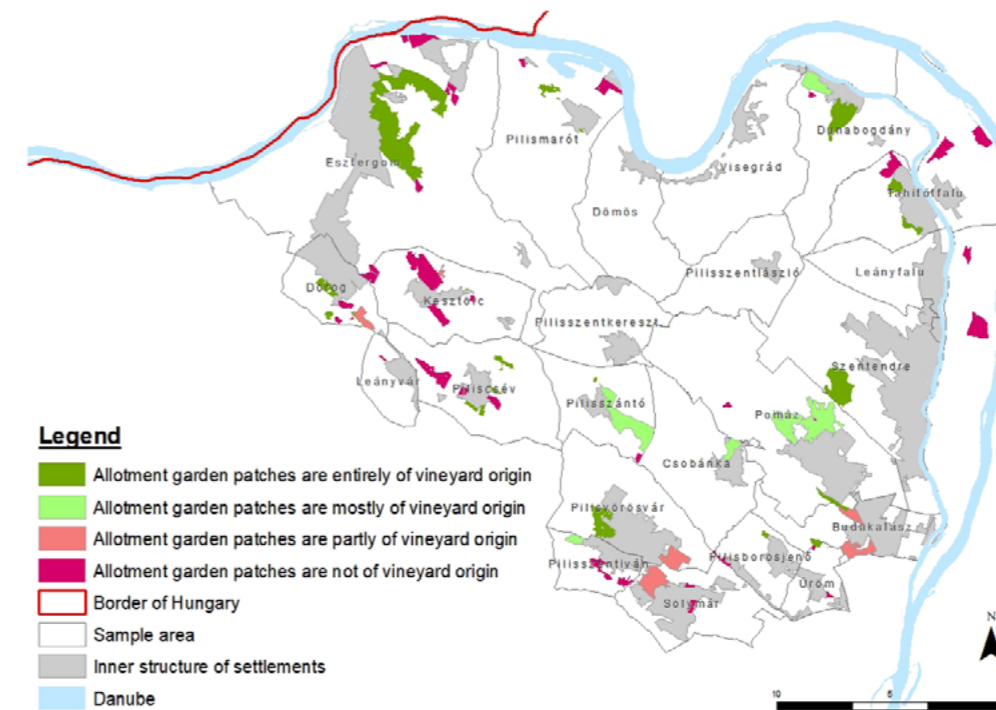 Esztergom
Pilismarót
Visegrád
Dunabogdány
Dömös
Tahitótfalu
Dorog
Kesztölc
Pilisszentlászló
Leányfalu
Pilisszentkereszt
Leányvár
Piliscsév
Pilisszántó
Szentendre
Pomáz
Csobánka
Pilisvörösvár
Budakalász
Pilisszentiván
Pilisborosjenő
Üröm
Solymár
Legend
Allotment garden patches are entirely of vineyard origin
Allotment garden patches are mostly of vineyard origin
Allotment garden patches are partly of vineyard origin
Allotment garden patches are not of vineyard origin
Border of Hungary
Sample area
Inner structure of settlements
Danube
N
10
5